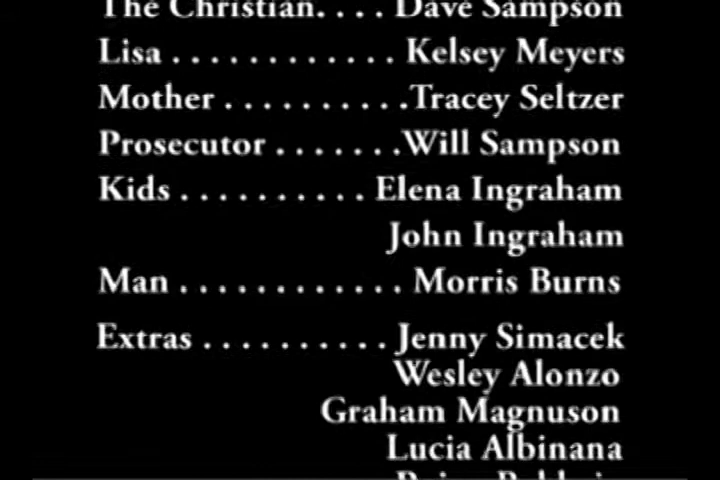 The Christian. . . . Dave Sampson
Lisa . . . . . . . . . . . . Kelsey Meyers
Mother . . . . . . . . . .Tracey Seltzer
Prosecutor . . . . . . .Will Sampson
Kids . . . . . . . . . . Elena Ingraham
John Ingraham
Man . . . . . . . . . . . . Morris Burns
Extras . . . . . . . . . . Jenny Simacek
Wesley Alonzo
Graham Magnuson
Lucia Albinana